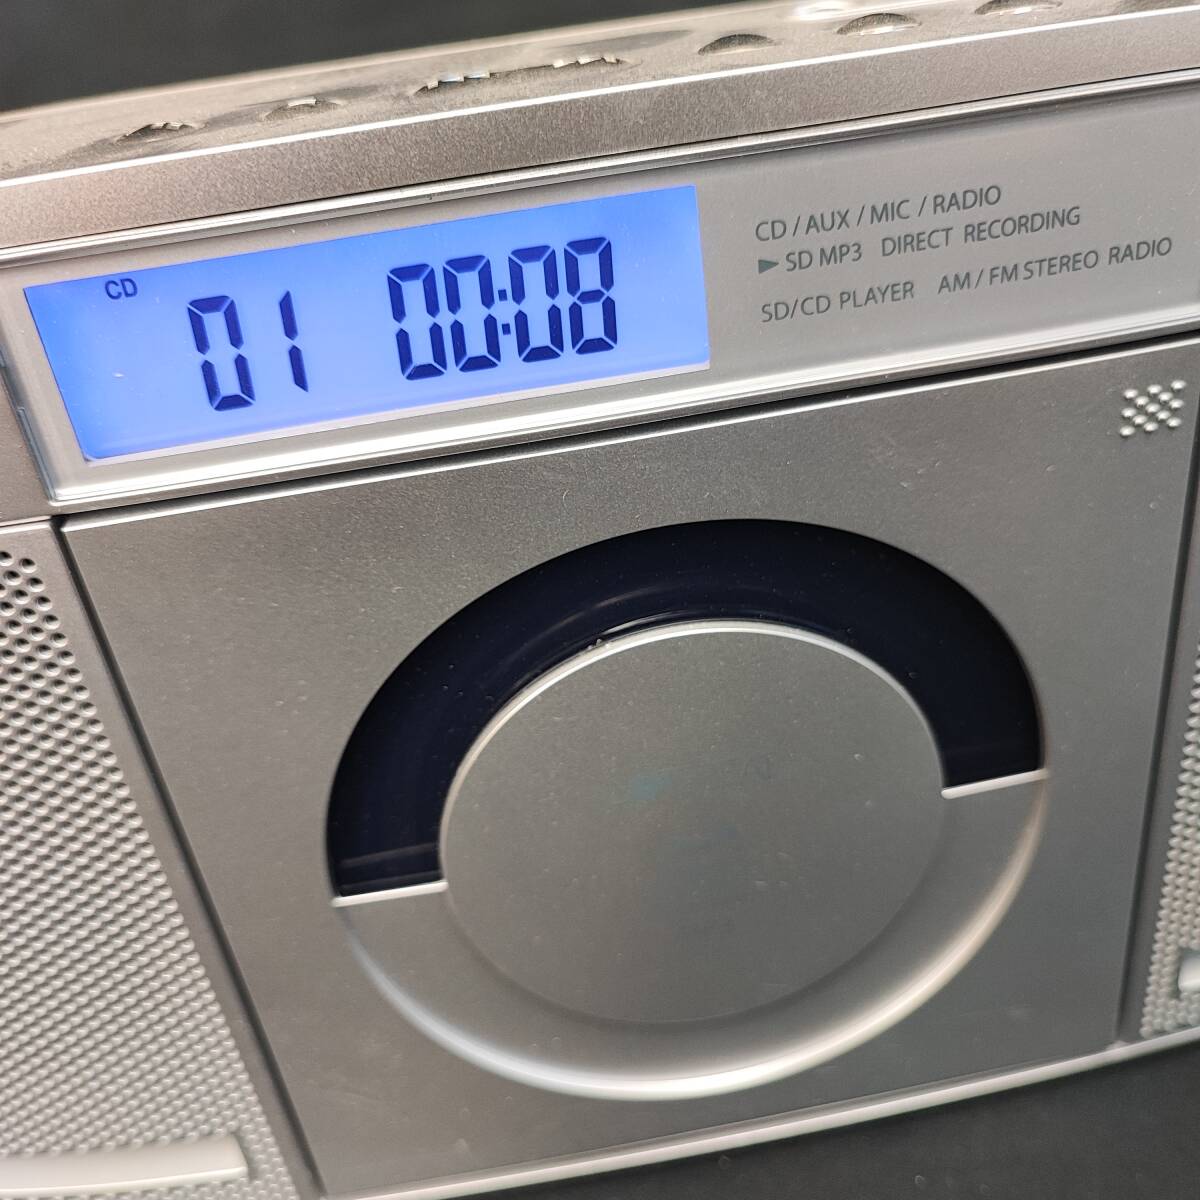 CD
01 00:08
CD / AUX / MIC / RADIO
► SD MP3 DIRECT RECORDING
SD/CD PLAYER AM / FM STEREO RADIO